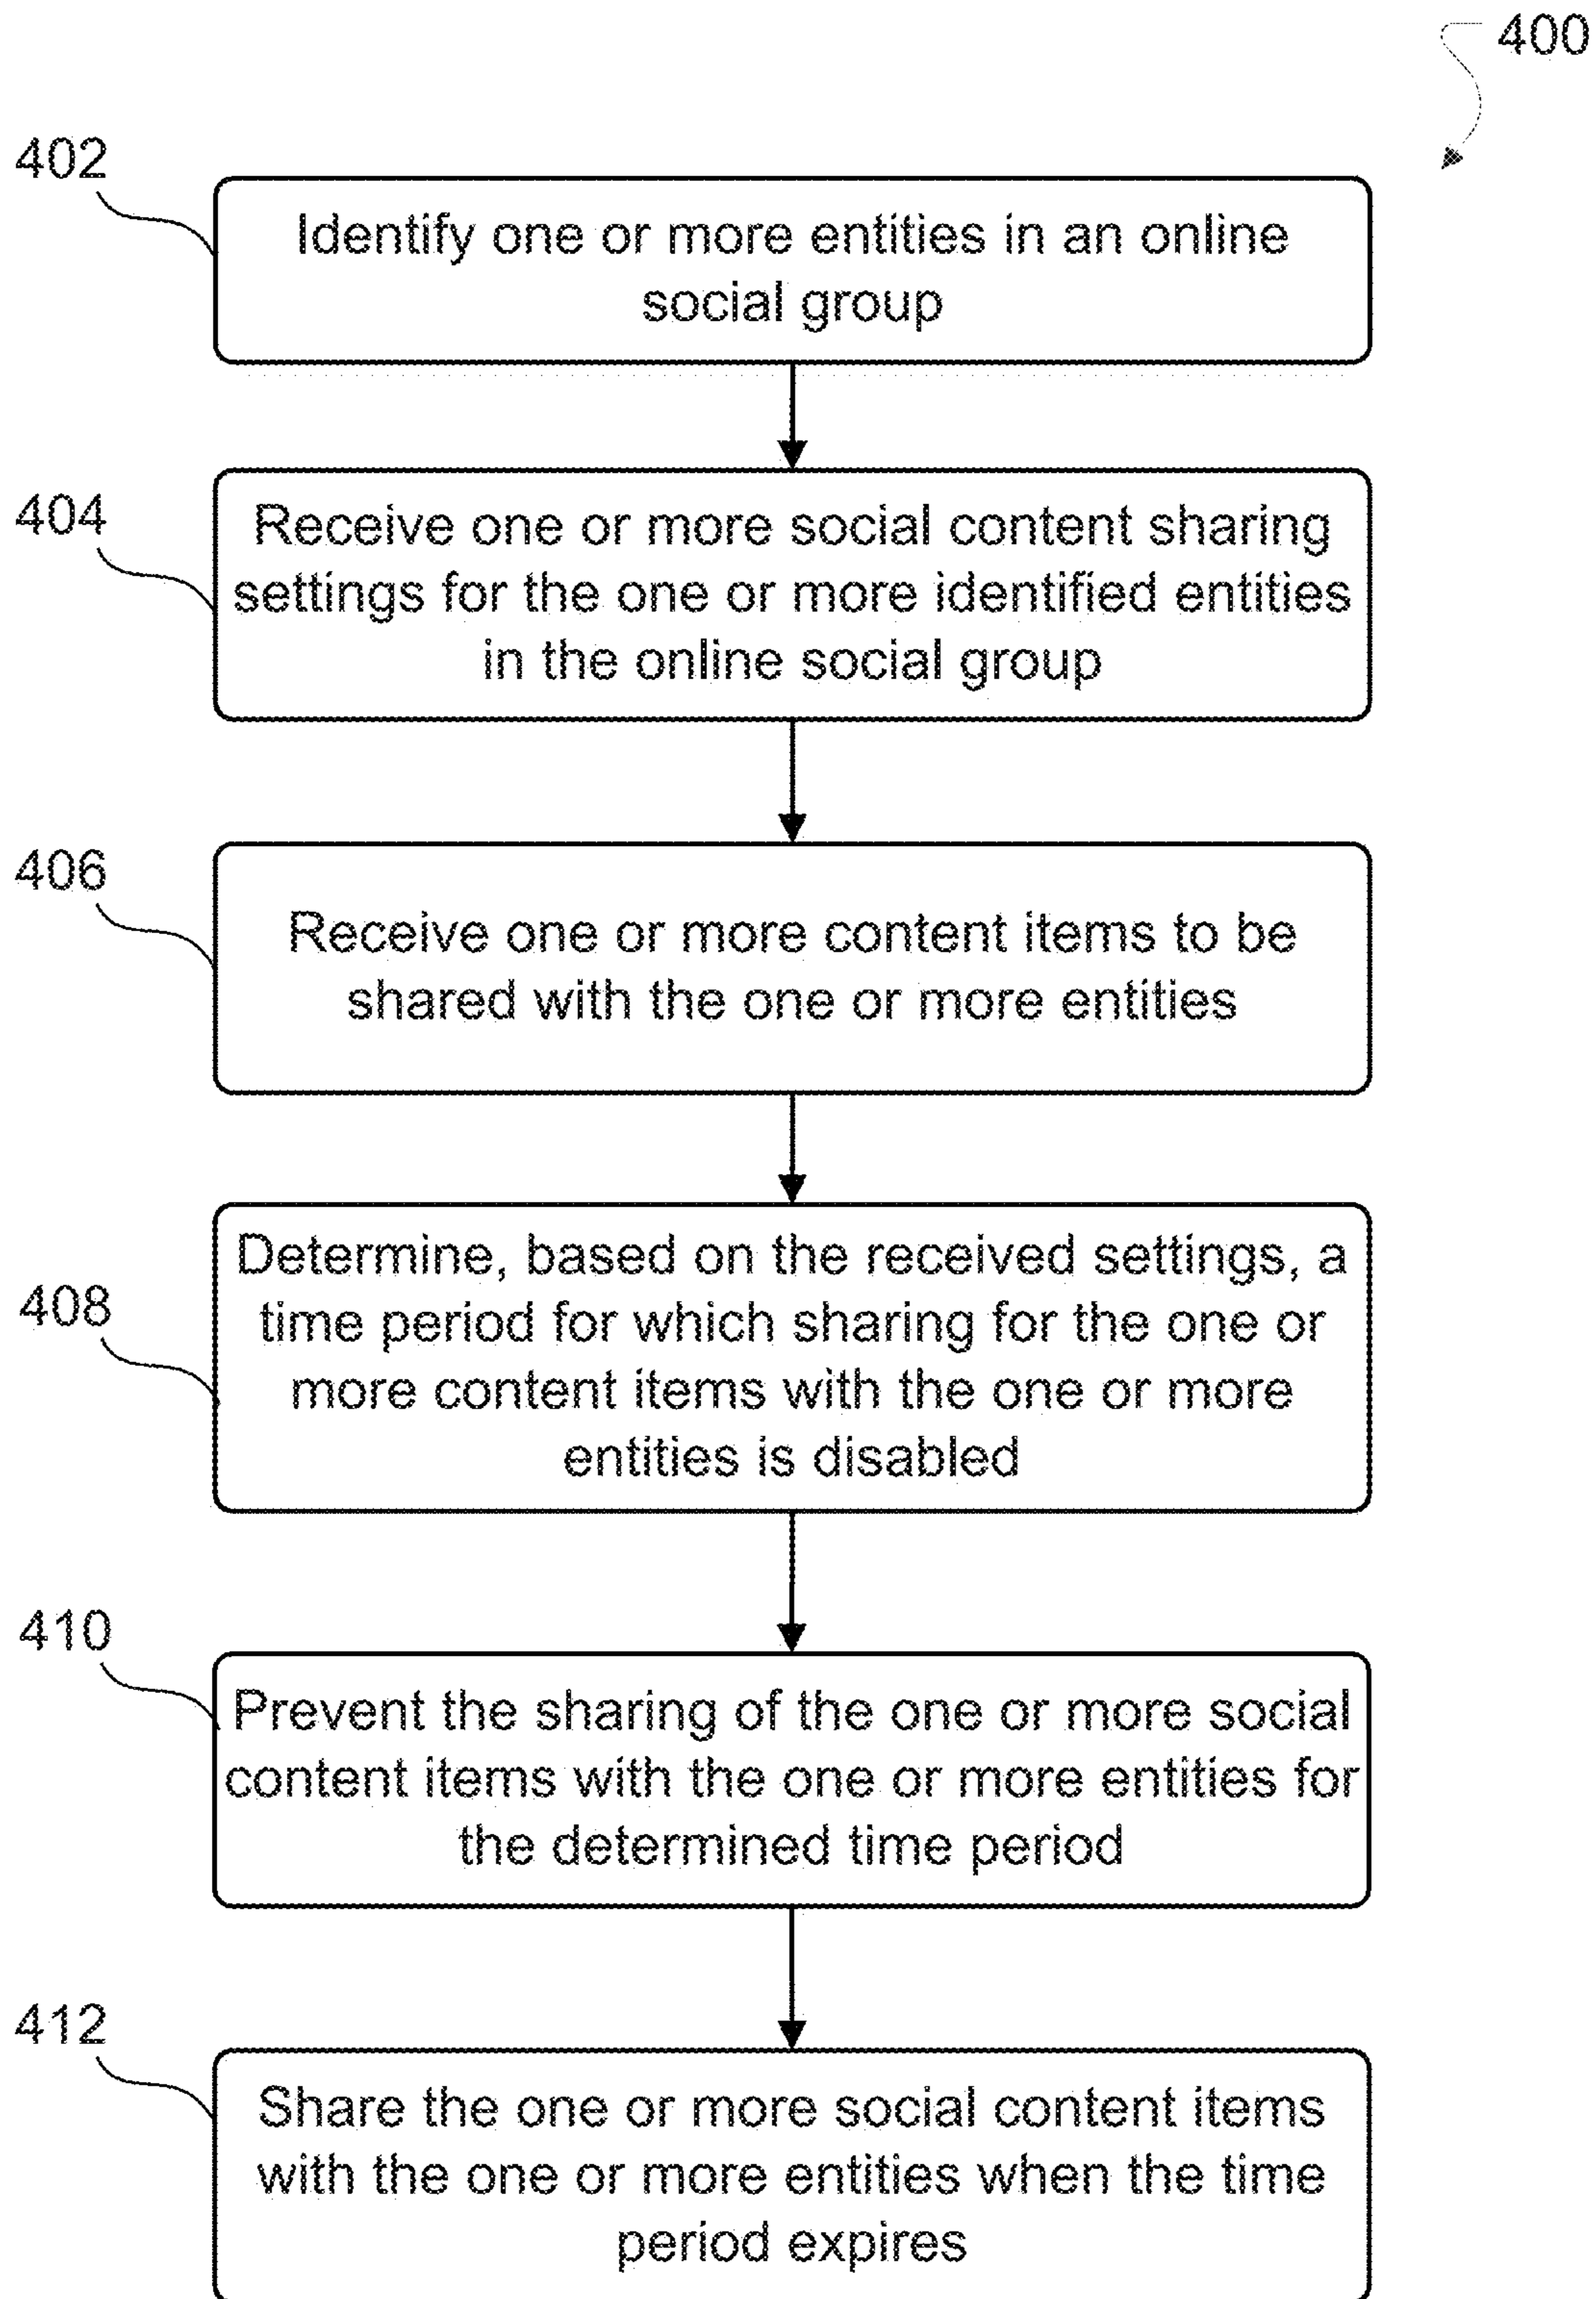 400
402
Identify one or more entities in an online
social group
404
Receive one or more social content sharing
settings for the one or more identified entities
in the online social group
406
Receive one or more content items to be
shared with the one or more entities
408
Determine, based on the received settings, a
time period for which sharing for the one or
more content items with the one or more
entities is disabled
410
Prevent the sharing of the one or more social
content items with the one or more entities for
the determined time period
412
Share the one or more social content items
with the one or more entities when the time
period expires